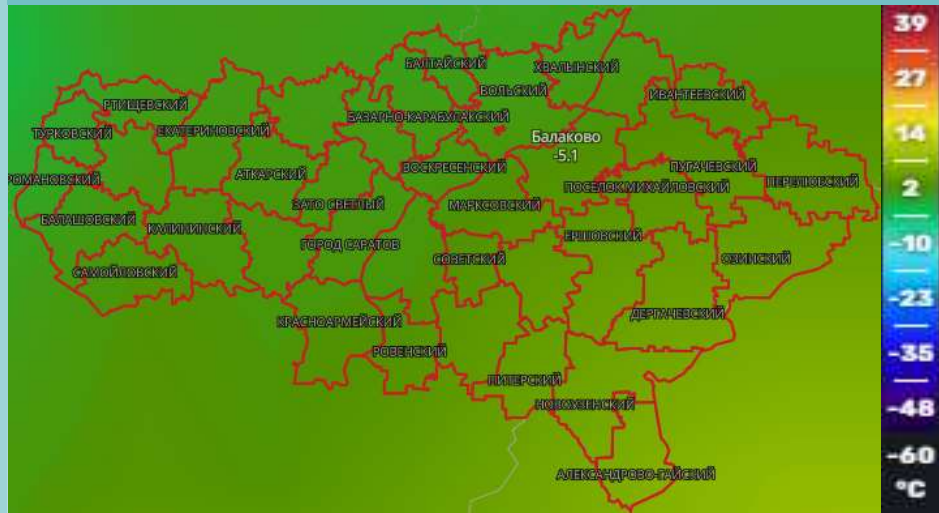 БАЛТАЙСКИЙ
ХВАЛЫНСКИЙ
ВОЛЬСКИЙ
ИВАНТЕЕВСКИЙ
РТИЩЕВСКИЙ
БАЗАРНО-КАРАБУЛАКСКИЙ
ТУРКОВСКИЙ
ЕКАТЕРИНОВСКИЙ
Балаково
-5.1
ВОСКРЕСЕНСКИЙ
ПУГАЧЕВСКИЙ
РОМАНОВСКИЙ
АТКАРСКИЙ
ПОСЕЛОК МИХАЙЛОВСКИЙ
ПЕРЕЛЮБСКИЙ
ЗАТО СВЕТЛЫЙ
МАРКСОВСКИЙ
БАЛАШОВСКИЙ
КАЛИНИНСКИЙ
ГОРОД САРАТОВ
ЕРШОВСКИЙ
СОВЕТСКИЙ
ОЗИНСКИЙ
САМОЙЛОВСКИЙ
ДЕРГАЧЕВСКИЙ
КРАСНОАРМЕЙСКИЙ
РОВЕНСКИЙ
ПИТЕРСКИЙ
НОВОУЗЕНСКИЙ
АЛЕКСАНДРОВО-ГАЙСКИЙ
39
27
14
2
-10
-23
-35
-48
-60
°C